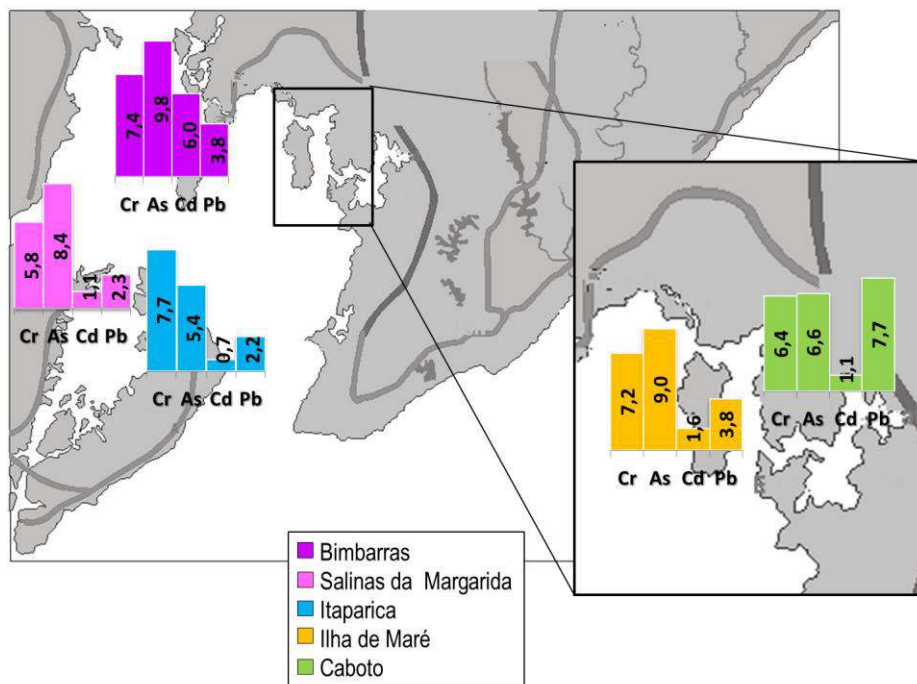 7,4 9,8 6,0 3,8
Cr As Cd Pb
5,8 8,4 1,1 2,3
Cr As Cd Pb
7,7 5,4 0,7 2,2
Cr As Cd Pb
6,4 6,6 1,1 7,7
Cr As Cd Pb
7,2 9,0 1,6 3,8
Cr As Cd Pb
Bimbarras
Salinas da Margarida
Itaparica
Ilha de Maré
Caboto